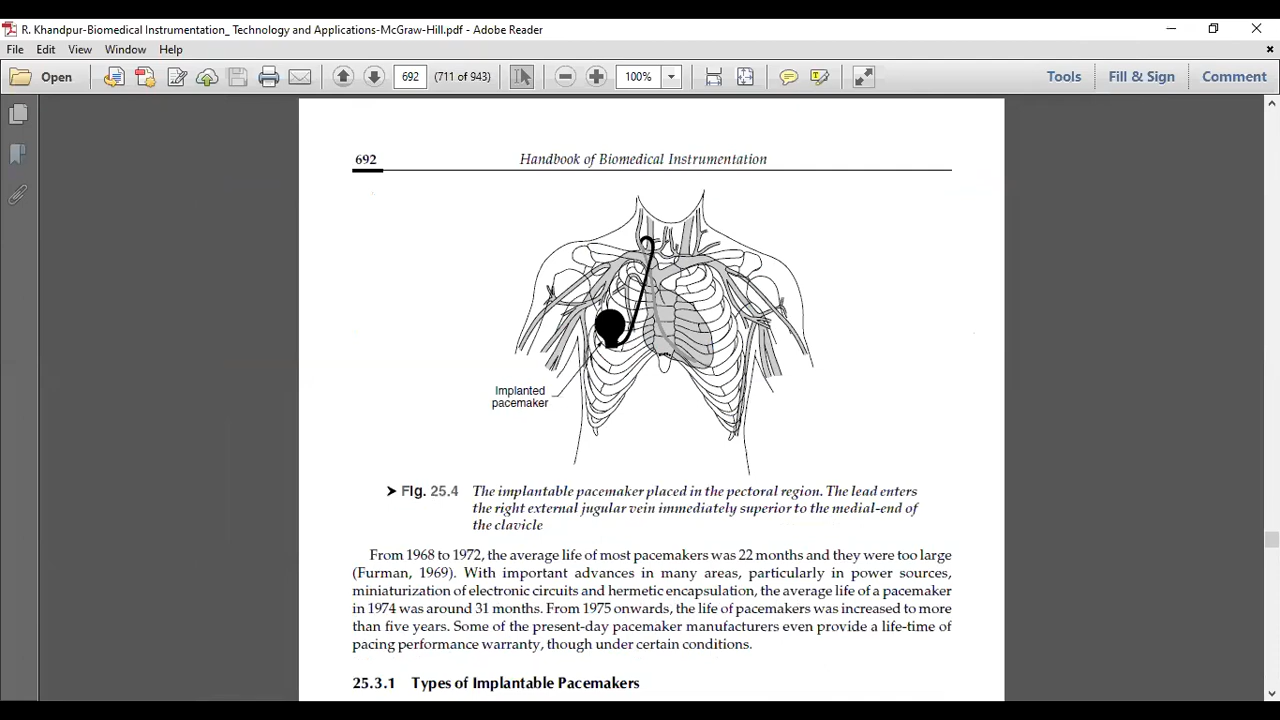 R. Khandpur-Biomedical Instrumentation_ Technology and Applications-McGraw-Hill.pdf - Adobe Reader
File Edit View Window Help
Open 692 (711 of 943) 100% Tools Fill & Sign Comment
692 Handbook of Biomedical Instrumentation
Implanted
pacemaker
➤ FIg. 25.4 The implantable pacemaker placed in the pectoral region. The lead enters
the right external jugular vein immediately superior to the medial-end of
the clavicle
From 1968 to 1972, the average life of most pacemakers was 22 months and they were too large
(Furman, 1969). With important advances in many areas, particularly in power sources,
miniaturization of electronic circuits and hermetic encapsulation, the average life of a pacemaker
in 1974 was around 31 months. From 1975 onwards, the life of pacemakers was increased to more
than five years. Some of the present-day pacemaker manufacturers even provide a life-time of
pacing performance warranty, though under certain conditions.
25.3.1 Types of Implantable Pacemakers